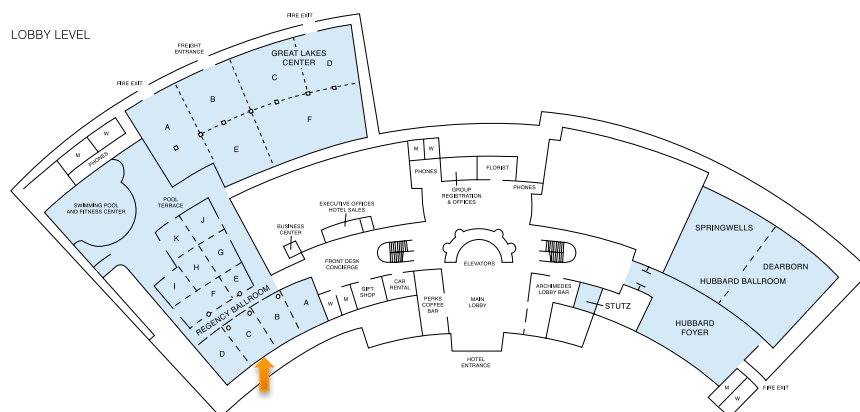 LOBBY LEVEL
FIRE EXIT
FREIGHT
ENTRANCE
FIRE EXIT
GREAT LAKES
CENTER
A
B
C
D
E
F
M
W
PHONES
SWIMMING POOL
AND FITNESS CENTER
POOL
TERRACE
K
J
H
G
I
F
E
REGENCY BALLROOM
D
C
B
A
W
M
BUSINESS
CENTER
EXECUTIVE OFFICES
HOTEL SALES
FRONT DESK
CONCIERGE
GIFT
SHOP
CAR
RENTAL
PERKS
COFFEE
BAR
M
W
PHONES
GROUP
REGISTRATION
& OFFICES
FLORIST
PHONES
ELEVATORS
MAIN
LOBBY
HOTEL
ENTRANCE
ARCHIMEDES
LOBBY BAR
STUTZ
SPRINGWELLS
DEARBORN
HUBBARD BALLROOM
HUBBARD
FOYER
M
W
FIRE EXIT